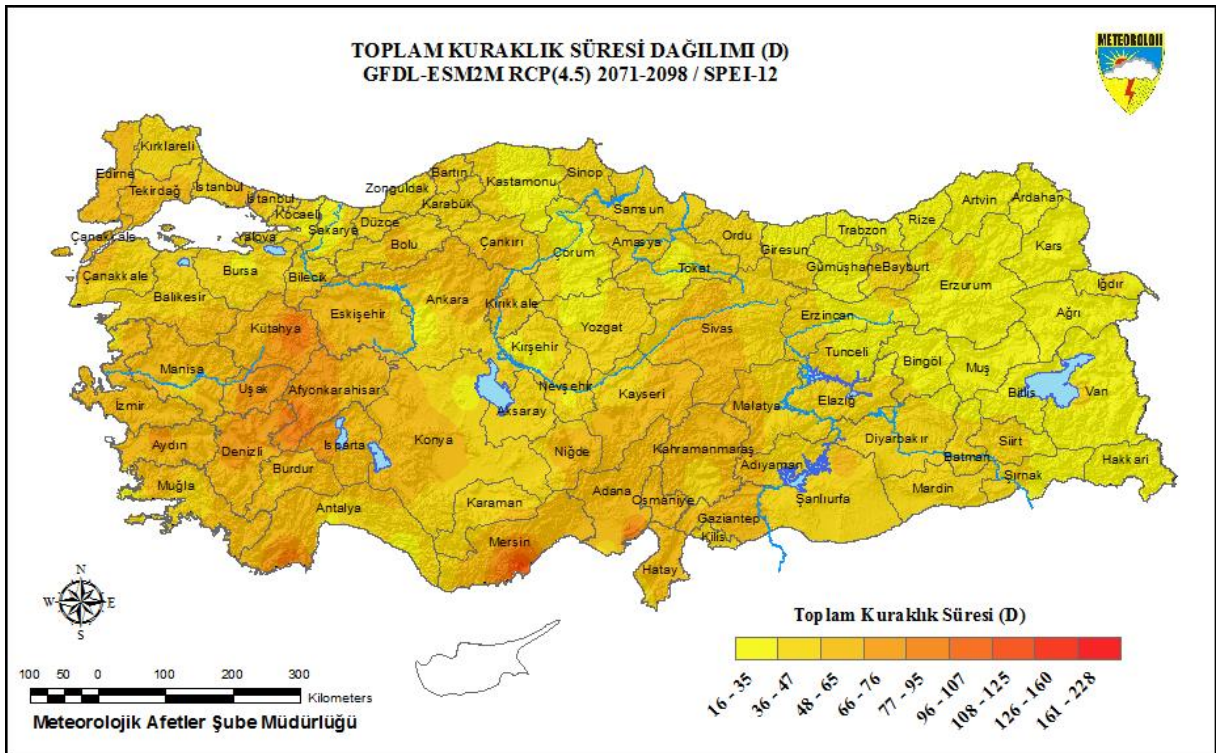 TOPLAM KURAKLIK SÜRESİ DAĞILIMI (D)
GFDL-ESM2M RCP(4.5) 2071-2098 / SPEI-12
METEOROLOJI
Kırklareli
Edirne
Tekirdağ
İstanbul
İstanbul
Kocaeli
Yalova
Sakarya
Çanakkale
Çanakkale
Balıkesir
Bursa
Bilecik
Zonguldak
Düzce
Bolu
Bartın
Karabük
Kastamonu
Çankırı
Sinop
Samsun
Amasya
Çorum
Tokat
Ordu
Giresun
Trabzon
Gümüşhane
Bayburt
Rize
Artvin
Ardahan
Kars
Iğdır
Ağrı
Erzurum
Erzincan
Tunceli
Bingöl
Muş
Bitlis
Van
Hakkari
Şırnak
Siirt
Batman
Mardin
Diyarbakır
Elazığ
Malatya
Adıyaman
Şanlıurfa
Gaziantep
Kilis
Hatay
Osmaniye
Kahramanmaraş
Adana
Mersin
Niğde
Kayseri
Sivas
Yozgat
Nevşehir
Kırşehir
Kırıkkale
Ankara
Aksaray
Konya
Karaman
Antalya
Isparta
Burdur
Afyonkarahisar
Eskişehir
Kütahya
Uşak
Manisa
İzmir
Aydın
Denizli
Muğla
N
W E
S
100 50 0 100 200 300
Kilometers
Meteorolojik Afetler Şube Müdürlüğü
Toplam Kuraklık Süresi (D)
16 - 35
36 - 47
48 - 65
66 - 76
77 - 95
96 - 107
108 - 125
126 - 160
161 - 228